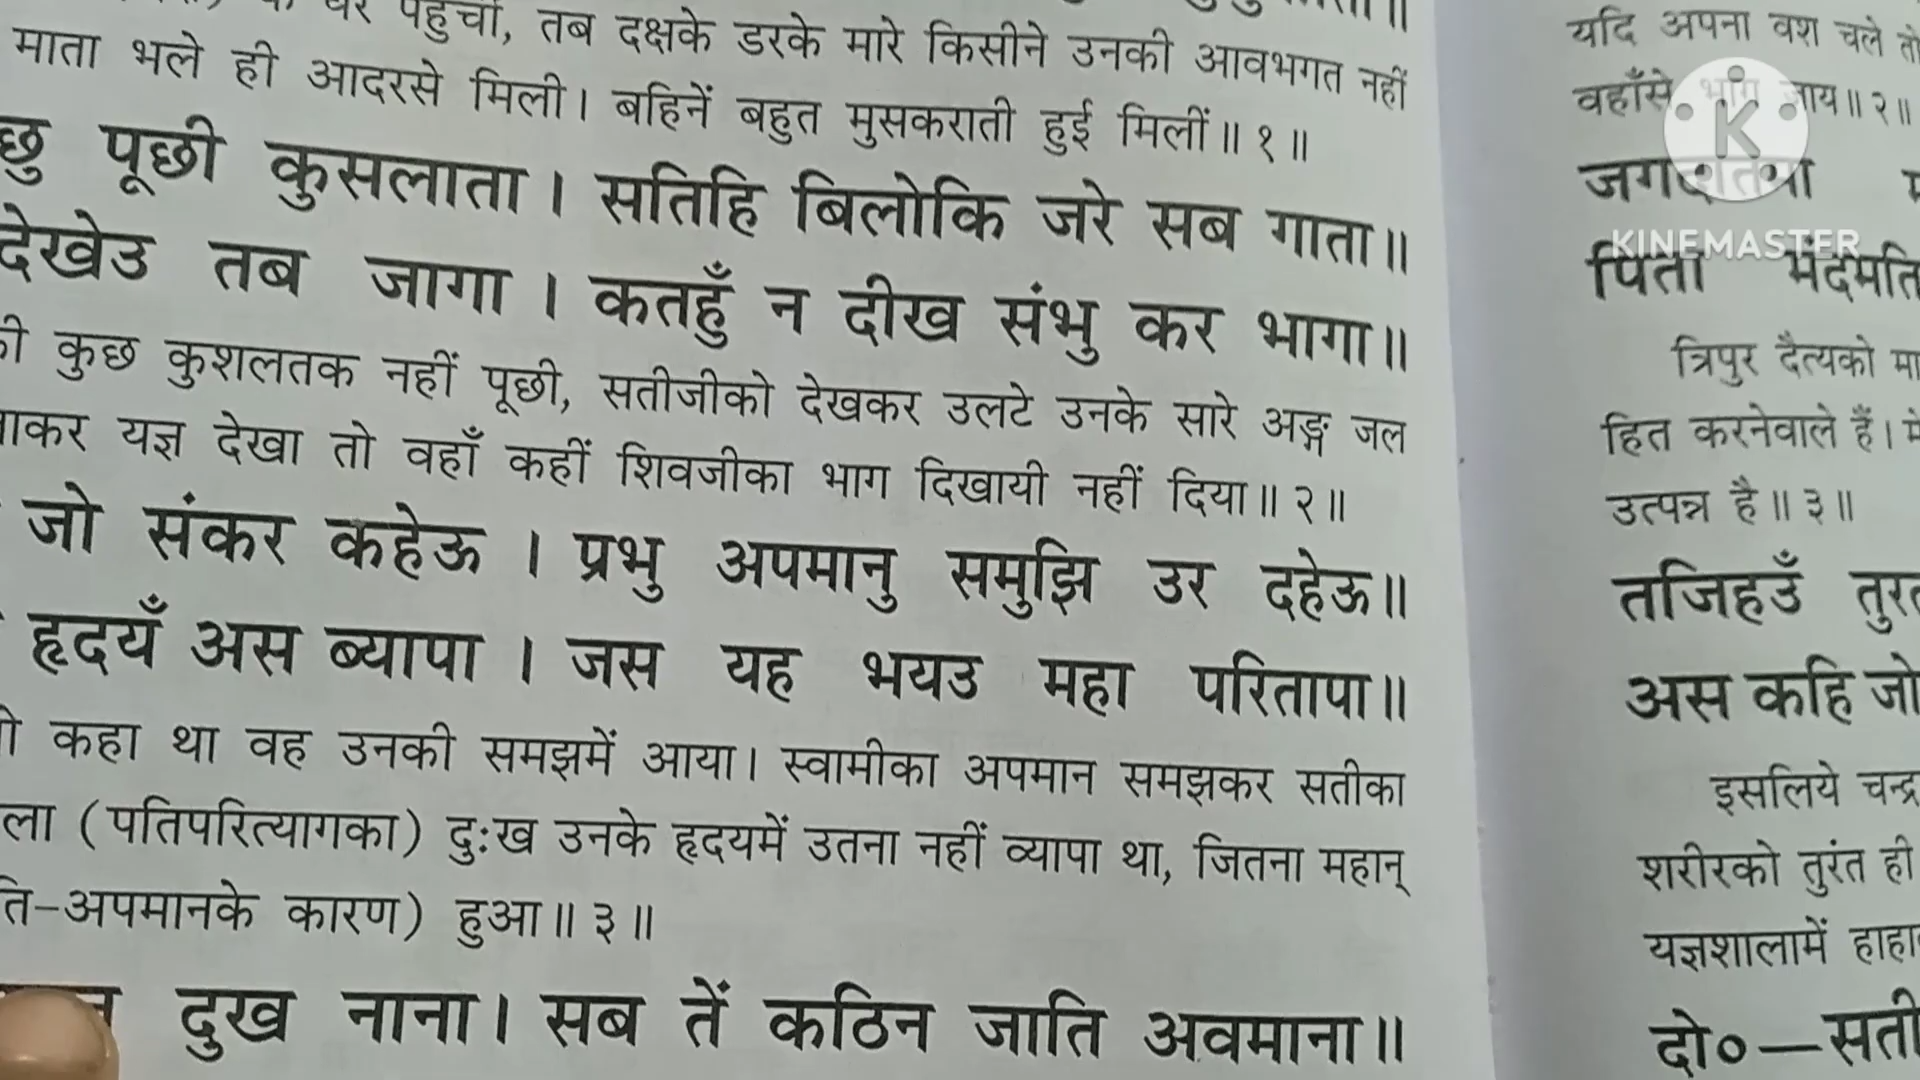 घर पहुंचीं, तब दक्षके डरके मारे किसीने उनकी आवभगत नहीं
माता भले ही आदरसे मिली। बहिनें बहुत मुसकराती हुई मिलीं॥ १॥
छु पूछी कुसलाता। सतिहि बिलोकि जरे सब गाता॥
देखेउ तब जागा। कतहुँ न दीख संभु कर भागा॥
की कुछ कुशलतक नहीं पूछी, सतीजीको देखकर उलटे उनके सारे अङ्ग जल
जाकर यज्ञ देखा तो वहाँ कहीं शिवजीका भाग दिखायी नहीं दिया॥ २॥
जो संकर कहेऊ। प्रभु अपमानु समुझि उर दहेऊ॥
हृदयँ अस ब्यापा। जस यह भयउ महा परितापा॥
कहा था वह उनकी समझमें आया। स्वामीका अपमान समझकर सतीका
ला (पतिपरित्यागका) दुःख उनके हृदयमें उतना नहीं व्यापा था, जितना महान्
ति-अपमानके कारण) हुआ॥ ३॥
दुख नाना। सब तें कठिन जाति अवमाना॥
यदि अपना वश चले तो
वहाँसे भाग जाय॥ २॥
K
KINEMASTER
पिता मंदमति
त्रिपुर दैत्यको मा
हित करनेवाले हैं। मे
उत्पन्न है॥ ३॥
तजिहउँ तुरत
अस कहि जो
इसलिये चन्द्र
शरीरको तुरंत ही
यज्ञशालामें हाहा
दो०—सती